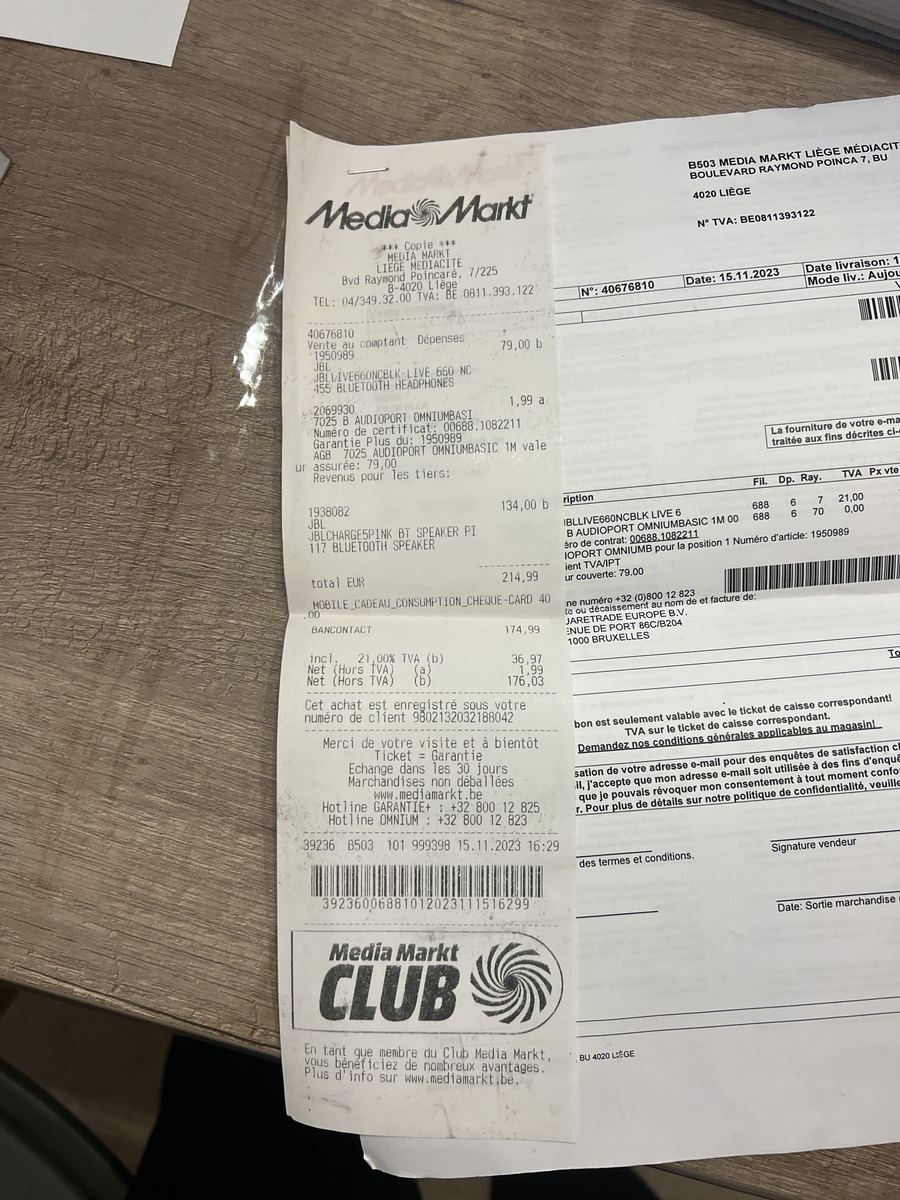 Media Markt
*** Copie ***
MEDIA MARKT
LIEGE MEDIACITE
Bvd Raymond Poincaré, 7/225
B-4020 Liège
TEL: 04/349.32.00 TVA: BE 0811.393.122
40676810
Vente au comptant Dépenses
1950989 79,00 b
JBL
JBLLIVE660NCBLK LIVE 660 NC
455 BLUETOOTH HEADPHONES
2069930 1,99 a
7025 B AUDIOPORT OMNIUMBASI
Numéro de certificat: 00688.1082211
Garantie Plus du: 1950989
AGB 7025 AUDIOPORT OMNIUMBASIC 1M vale
ur assurée: 79,00
Revenus pour les tiers:
1938082 134,00 b
JBL
JBLCHARGE5PINK BT SPEAKER PI
117 BLUETOOTH SPEAKER
total EUR 214,99
MOBILE_CADEAU_CONSUMPTION_CHEQUE-CARD 40
.00
BANCONTACT 174,99
incl. 21,00% TVA (b) 36,97
Net (Hors TVA) (a) 1,99
Net (Hors TVA) (b) 176,03
Cet achat est enregistré sous votre
numéro de client 9802132032188042
Merci de votre visite et à bientôt
Ticket = Garantie
Echange dans les 30 jours
Marchandises non déballées
www.mediamarkt.be
Hotline GARANTIE+ : +32 800 12 825
Hotline OMNIUM : +32 800 12 823
39236 B503 101 999398 15.11.2023 16:29
39236006881012023111516299
Media Markt
CLUB
En tant que membre du Club Media Markt,
vous bénéficiez de nombreux avantages.
Plus d'info sur www.mediamarkt.be.
B503 MEDIA MARKT LIÈGE MÉDIACIT
BOULEVARD RAYMOND POINCA 7, BU
4020 LIÈGE
N° TVA: BE0811393122
N°: 40676810 Date: 15.11.2023 Date livraison: 1
Mode liv.: Aujou
La fourniture de votre e-ma
traitée aux fins décrites ci-
ription Fil. Dp. Ray. TVA Px vte
JBLLIVE660NCBLK LIVE 6 688 6 7 21,00
B AUDIOPORT OMNIUMBASIC 1M 00 688 6 70 0,00
éro de contrat: 00688.1082211
IOPORT OMNIUMB pour la position 1 Numéro d'article: 1950989
ient TVA/IPT
ur couverte: 79.00
ne numéro +32 (0)800 12 823
ou décaissement au nom de et facture de:
UARETRADE EUROPE B.V.
ENUE DE PORT 86C/B204
1000 BRUXELLES
To
bon est seulement valable avec le ticket de caisse correspondant!
TVA sur le ticket de caisse correspondant.
Demandez nos conditions générales applicables au magasin!
sation de votre adresse e-mail pour des enquêtes de satisfaction cl
il, j'accepte que mon adresse e-mail soit utilisée à des fins d'enqu
que je pouvais révoquer mon consentement à tout moment confo
r. Pour plus de détails sur notre politique de confidentialité, veuille
des termes et conditions.
Signature vendeur
Date: Sortie marchandise
, BU 4020 LIÈGE